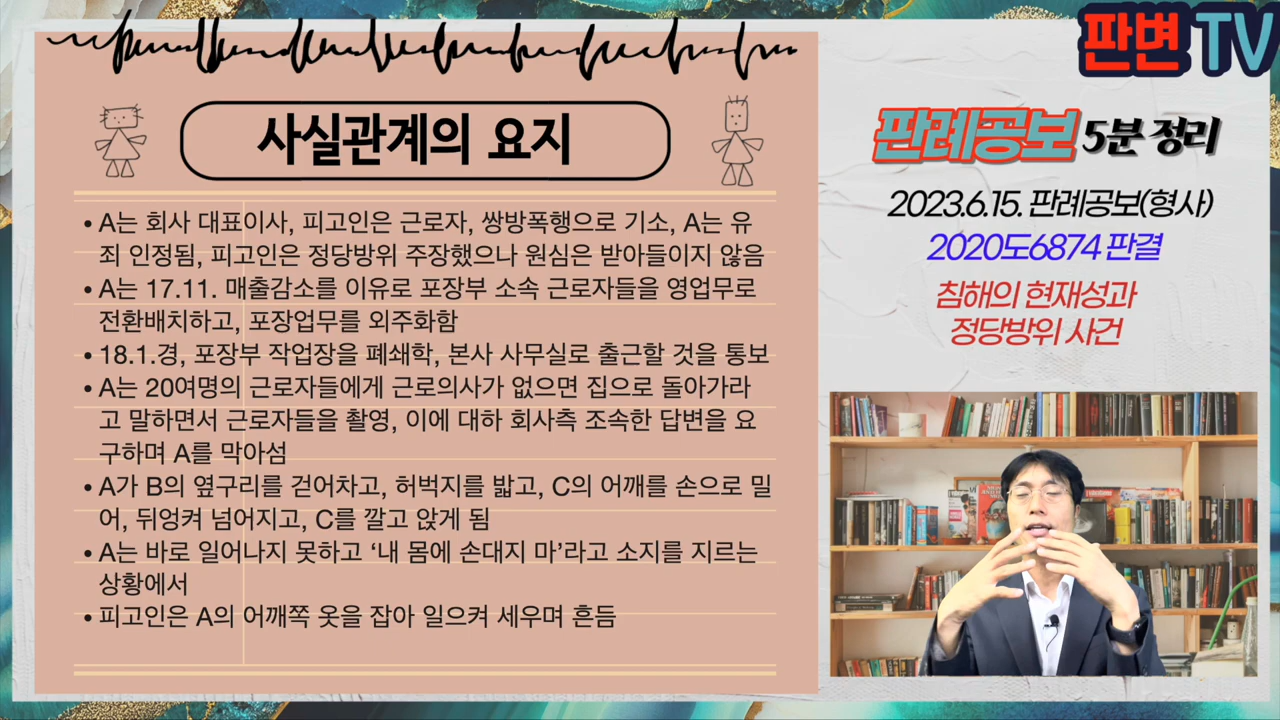 판변 TV
사실관계의 요지
• A는 회사 대표이사, 피고인은 근로자, 쌍방폭행으로 기소, A는 유
죄 인정됨, 피고인은 정당방위 주장했으나 원심은 받아들이지 않음
• A는 17.11. 매출감소를 이유로 포장부 소속 근로자들을 영업부로
전환배치하고, 포장업무를 외주화함
• 18.1.경, 포장부 작업장을 폐쇄학, 본사 사무실로 출근할 것을 통보
• A는 20여명의 근로자들에게 근로의사가 없으면 집으로 돌아가라
고 말하면서 근로자들을 촬영, 이에 대하 회사측 조속한 답변을 요
구하며 A를 막아섬
• A가 B의 옆구리를 걷어차고, 허벅지를 밟고, C의 어깨를 손으로 밀
어, 뒤엉켜 넘어지고, C를 깔고 앉게 됨
• A는 바로 일어나지 못하고 ‘내 몸에 손대지 마’라고 소지를 지르는
상황에서
• 피고인은 A의 어깨쪽 옷을 잡아 일으켜 세우며 흔듬
판례공보 5분 정리
2023.6.15. 판례공보(형사)
2020도6874 판결
침해의 현재성과
정당방위 사건